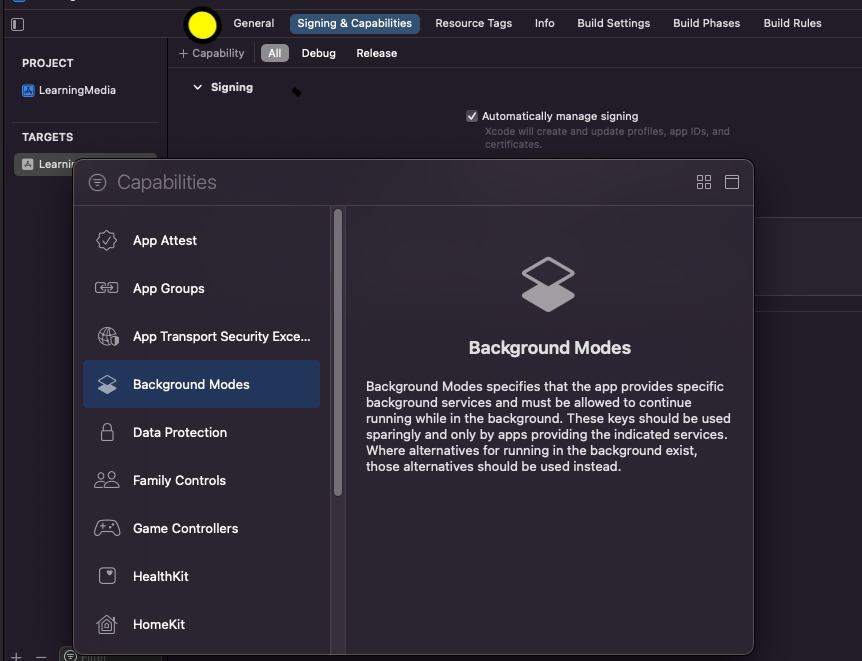 General Signing & Capabilities Resource Tags Info Build Settings Build Phases Build Rules
+ Capability All Debug Release
PROJECT
LearningMedia
TARGETS
Signing
Automatically manage signing
Xcode will create and update profiles, app IDs, and
certificates.
Capabilities
App Attest
App Groups
App Transport Security Exce...
Background Modes
Data Protection
Family Controls
Game Controllers
HealthKit
HomeKit
Background Modes
Background Modes specifies that the app provides specific
background services and must be allowed to continue
running while in the background. These keys should be used
sparingly and only by apps providing the indicated services.
Where alternatives for running in the background exist,
those alternatives should be used instead.
Filter